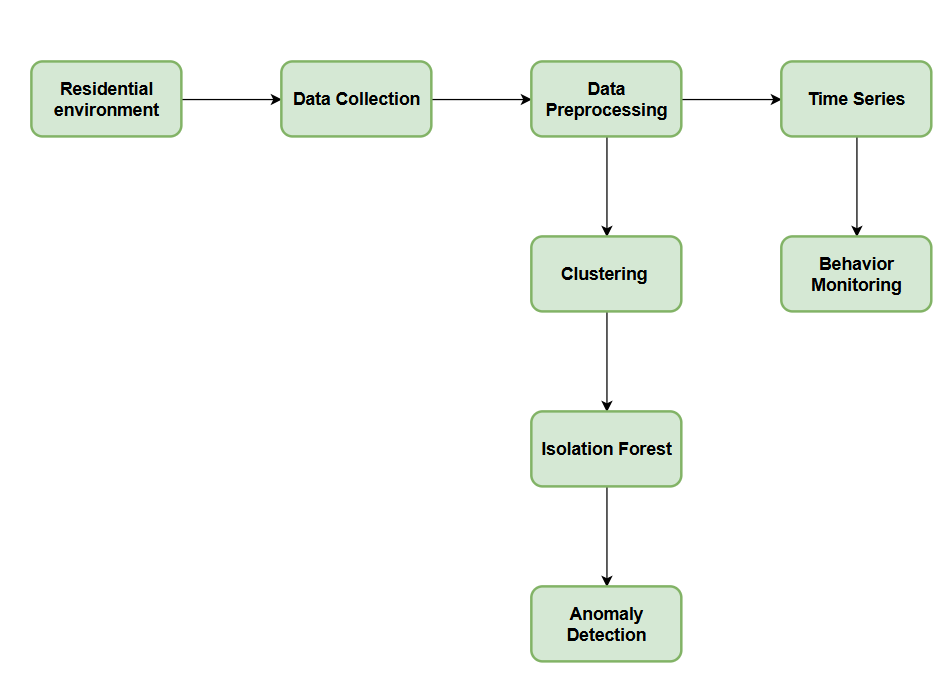 Residential
environment
Data Collection
Data
Preprocessing
Time Series
Clustering
Behavior
Monitoring
Isolation Forest
Anomaly
Detection